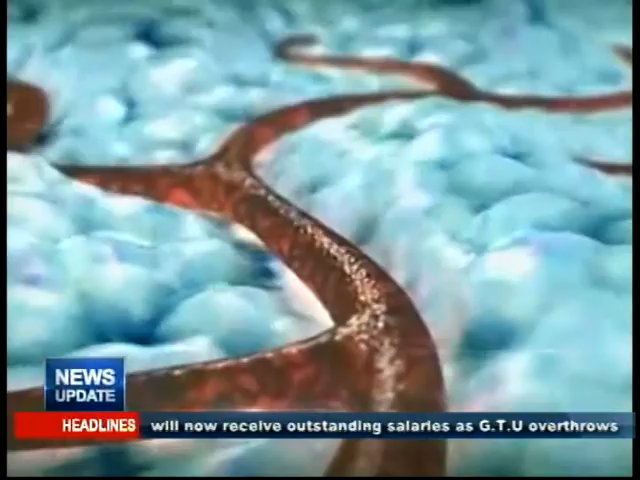 NEWS
UPDATE
HEADLINES will now receive outstanding salaries as G.T.U overthrows